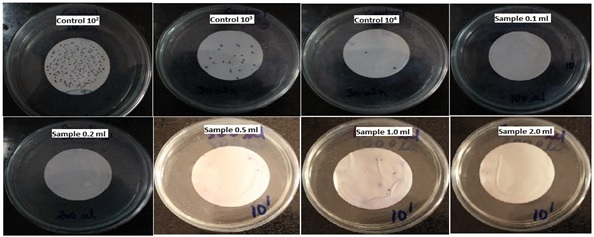 Control 10²
Control 10³
Control 10⁴
Sample 0.1 ml
Sample 0.2 ml
Sample 0.5 ml
Sample 1.0 ml
Sample 2.0 ml
10¹
10¹
10¹